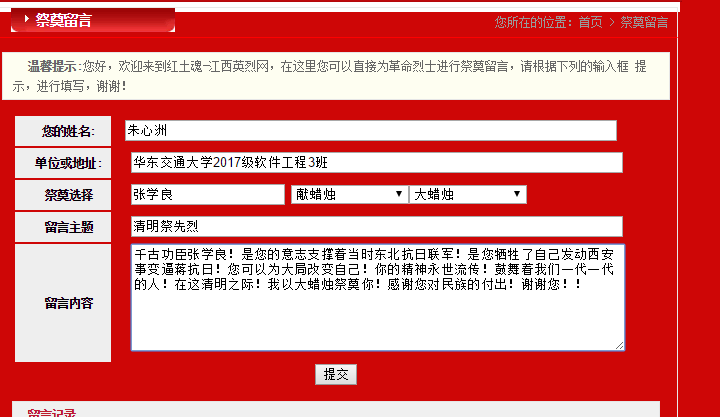 祭奠留言
您所在的位置：首页 > 祭奠留言
温馨提示:您好，欢迎来到红土魂-江西英烈网，在这里您可以直接为革命烈士进行祭奠留言，请根据下列的输入框 提
示，进行填写，谢谢！
您的姓名: 朱心洲
单位或地址: 华东交通大学2017级软件工程3班
祭奠选择 张学良 献蜡烛 大蜡烛
留言主题 清明祭先烈
千古功臣张学良！是您的意志支撑着当时东北抗日联军！是您牺牲了自己发动西安
事变逼蒋抗日！您可以为大局改变自己！你的精神永世流传！鼓舞着我们一代一代
的人！在这清明之际！我以大蜡烛祭奠你！感谢您对民族的付出！谢谢您！！
留言内容
提交
留言记录